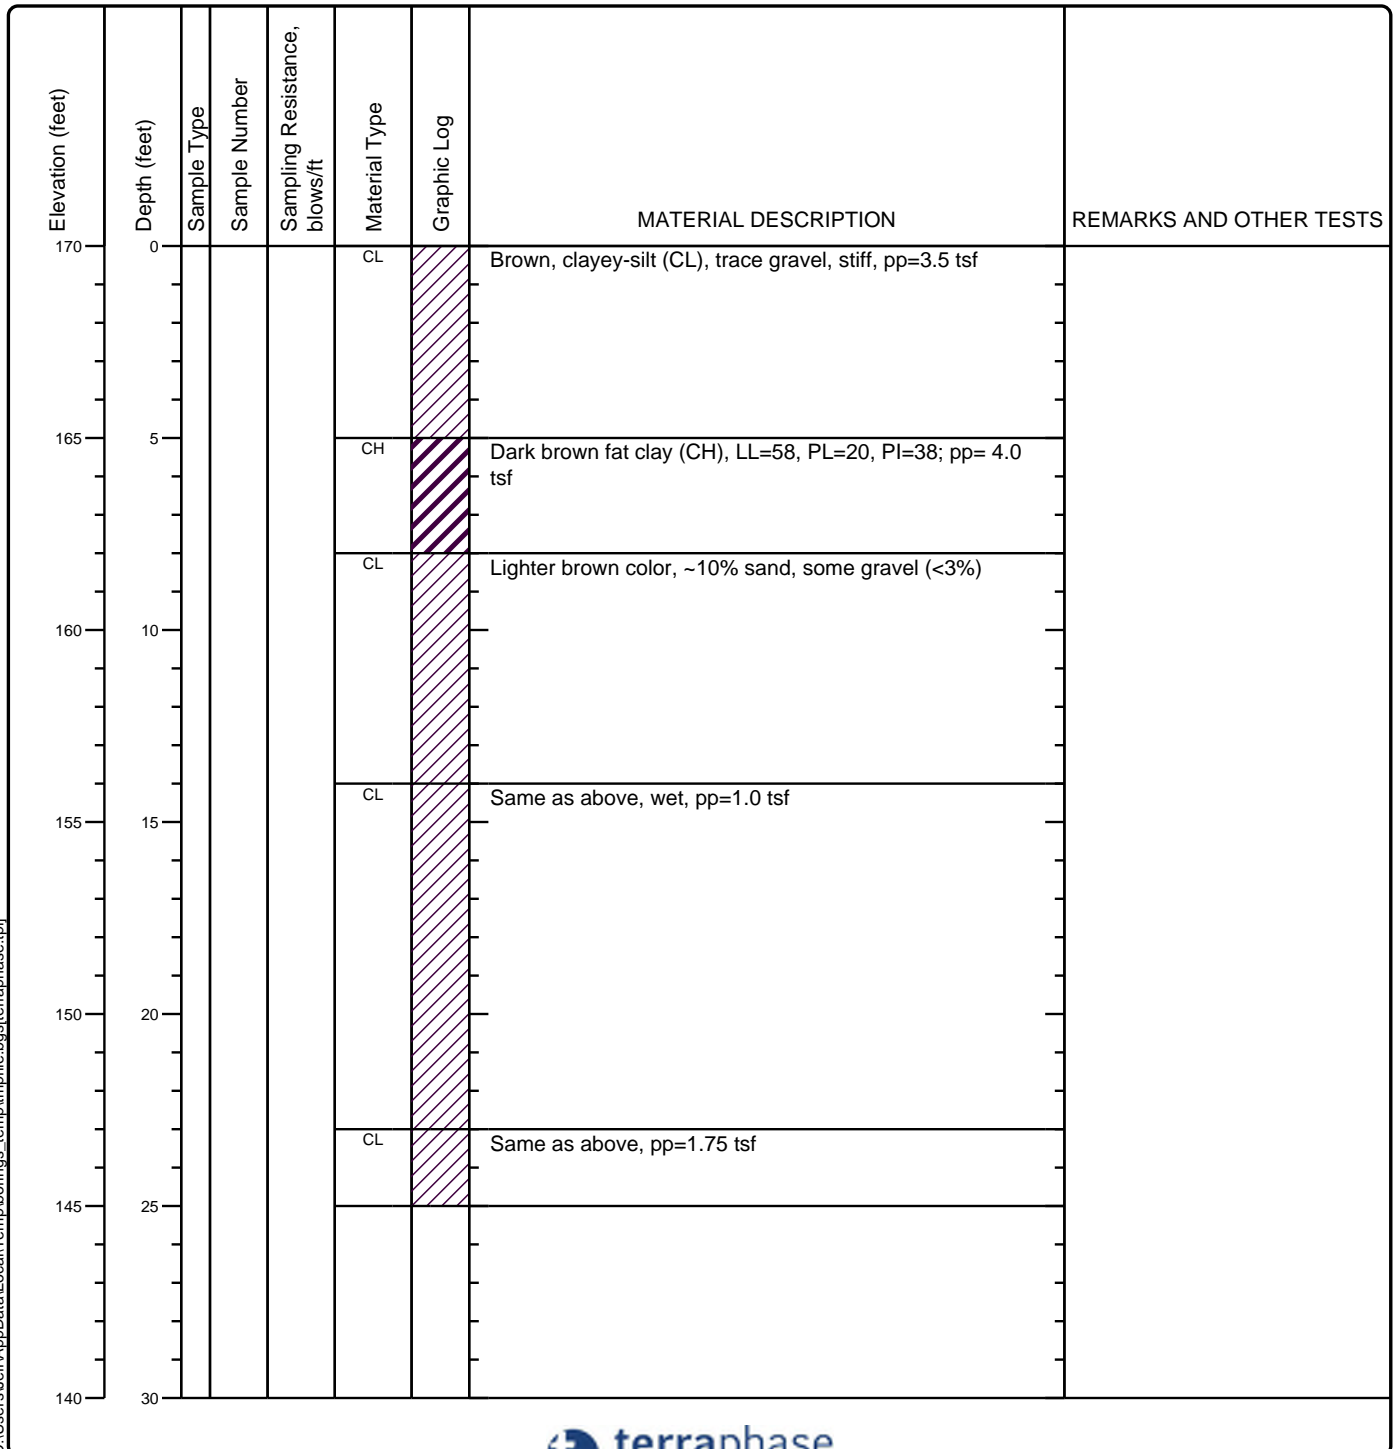 Elevation (feet)
Depth (feet)
Sample Type
Sample Number
Sampling Resistance,
blows/ft
Material Type
Graphic Log
MATERIAL DESCRIPTION
REMARKS AND OTHER TESTS
170 0 CL Brown, clayey-silt (CL), trace gravel, stiff, pp=3.5 tsf
165 5 CH Dark brown fat clay (CH), LL=58, PL=20, PI=38; pp= 4.0
tsf
CL Lighter brown color, ~10% sand, some gravel (<3%)
160 10
CL Same as above, wet, pp=1.0 tsf
155 15
150 20
CL Same as above, pp=1.75 tsf
145 25
140 30
terraphase